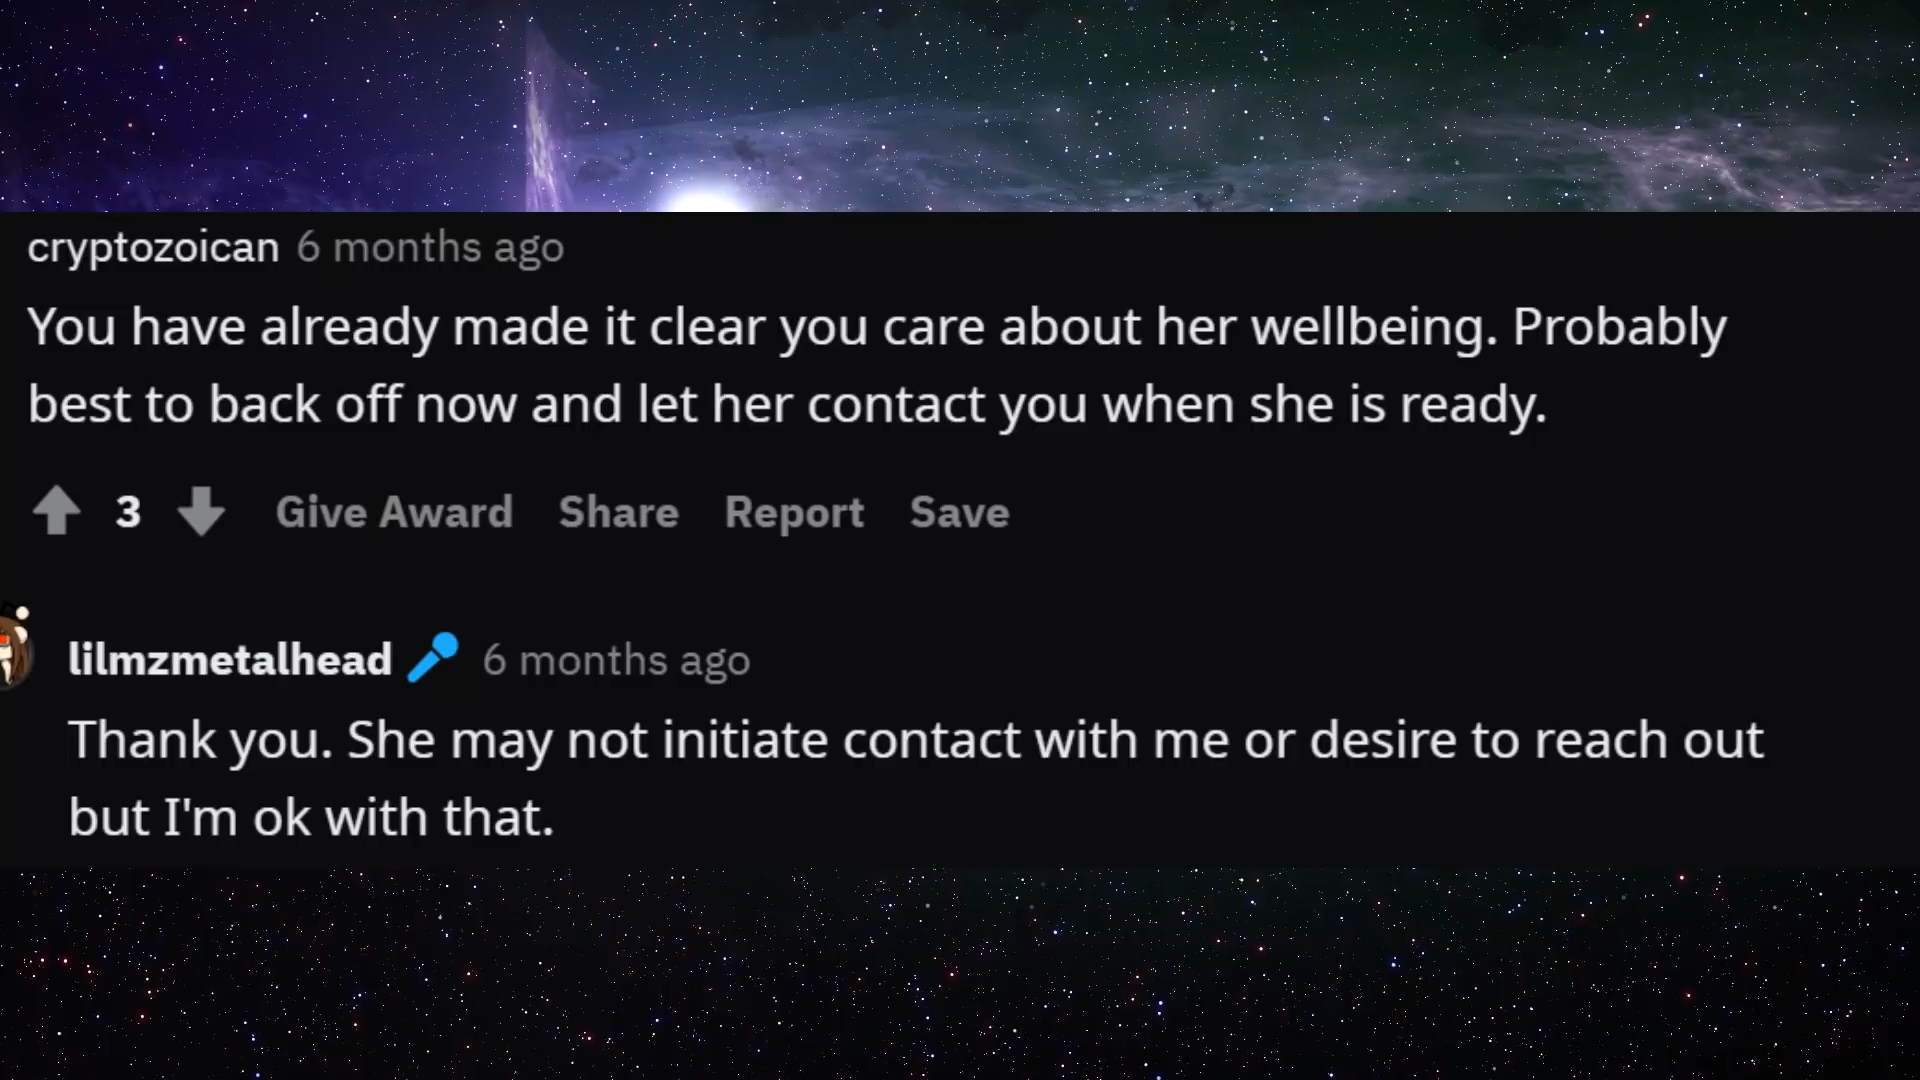 cryptozoican 6 months ago
You have already made it clear you care about her wellbeing. Probably
best to back off now and let her contact you when she is ready.
3 Give Award Share Report Save
lilmzmetalhead 6 months ago
Thank you. She may not initiate contact with me or desire to reach out
but I'm ok with that.